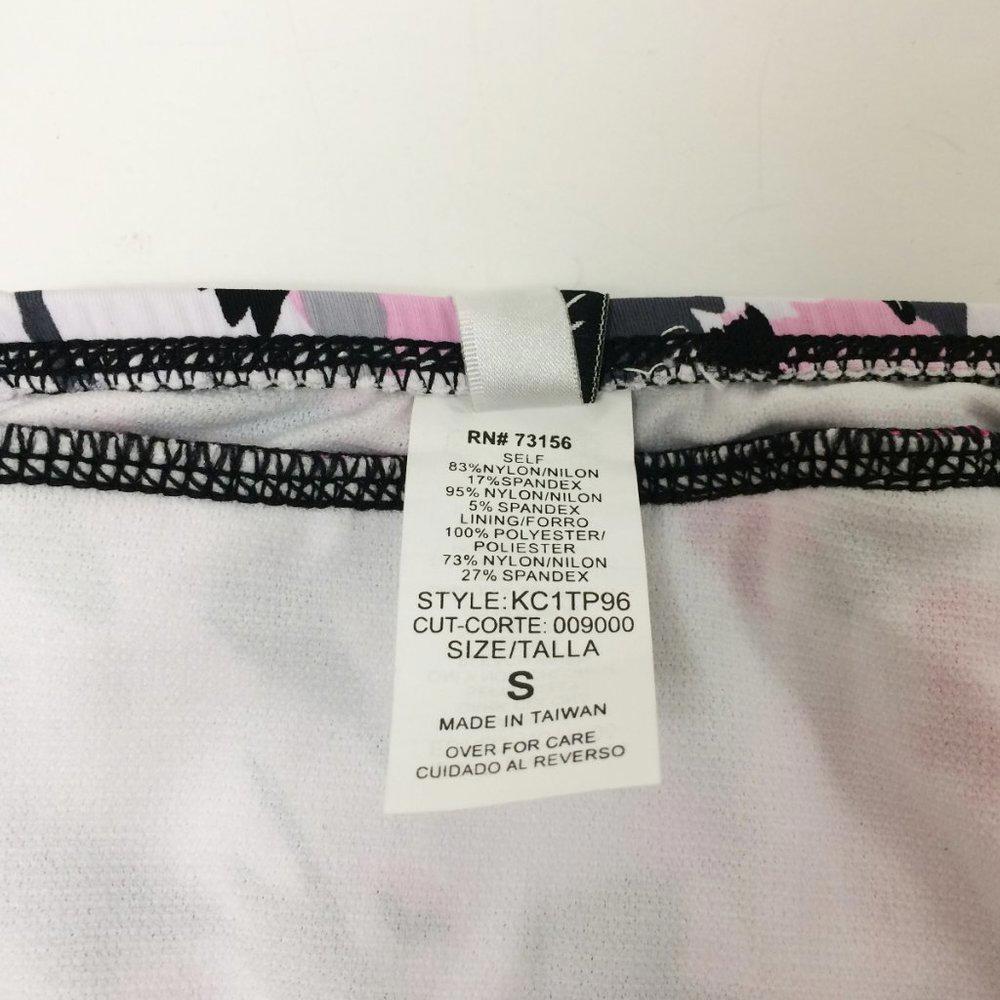 RN# 73156
SELF
83%NYLON/NILON
17%SPANDEX
95% NYLON/NILON
5% SPANDEX
LINING/FORRO
100% POLYESTER/
POLIESTER
73% NYLON/NILON
27% SPANDEX
STYLE:KC1TP96
CUT-CORTE: 009000
SIZE/TALLA
S
MADE IN TAIWAN
OVER FOR CARE
CUIDADO AL REVERSO